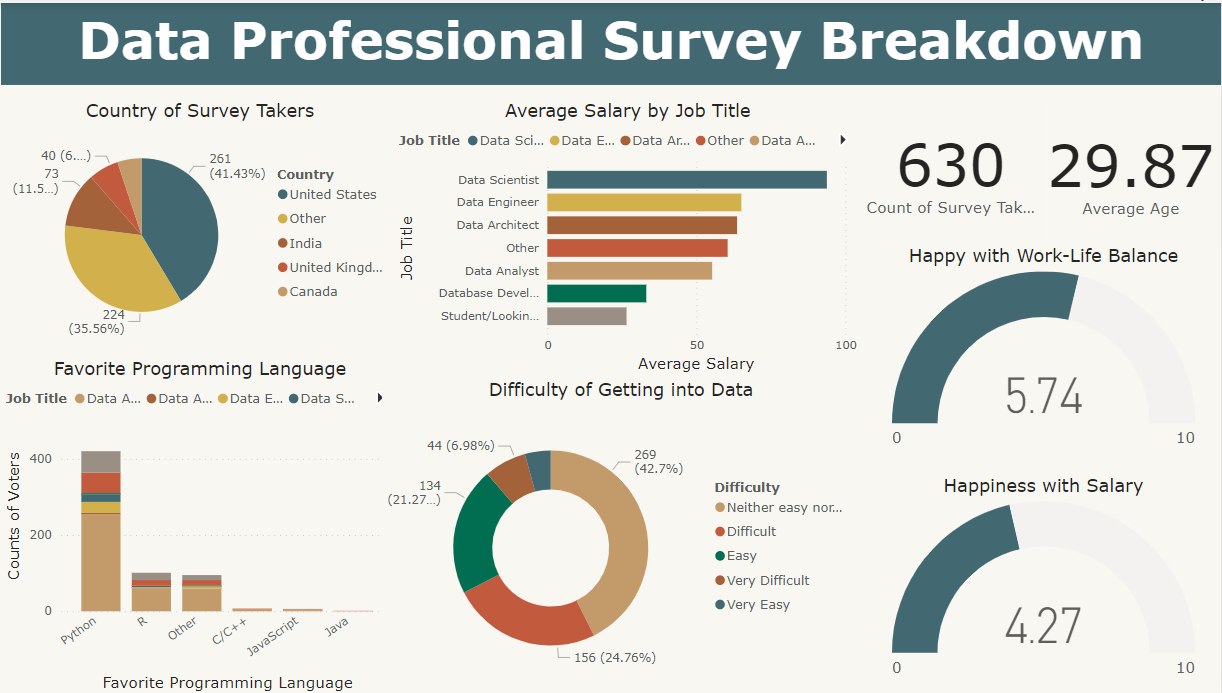 Data Professional Survey Breakdown
Country of Survey Takers
40 (6....)
73
(11.5...)
261
(41.43%)
224
(35.56%)
Country
United States
Other
India
United Kingd...
Canada
Average Salary by Job Title
Job Title Data Sci... Data E... Data Ar... Other Data A...
Job Title
Data Scientist
Data Engineer
Data Architect
Other
Data Analyst
Database Devel...
Student/Lookin...
0 50 100
Average Salary
630
Count of Survey Tak...
29.87
Average Age
Happy with Work-Life Balance
5.74
0 10
Favorite Programming Language
Job Title Data A... Data A... Data E... Data S...
Counts of Voters
400
200
0
Python R Other C/C++ JavaScript Java
Favorite Programming Language
Difficulty of Getting into Data
44 (6.98%)
269
(42.7%)
134
(21.27...)
156 (24.76%)
Difficulty
Neither easy nor...
Difficult
Easy
Very Difficult
Very Easy
Happiness with Salary
4.27
0 10